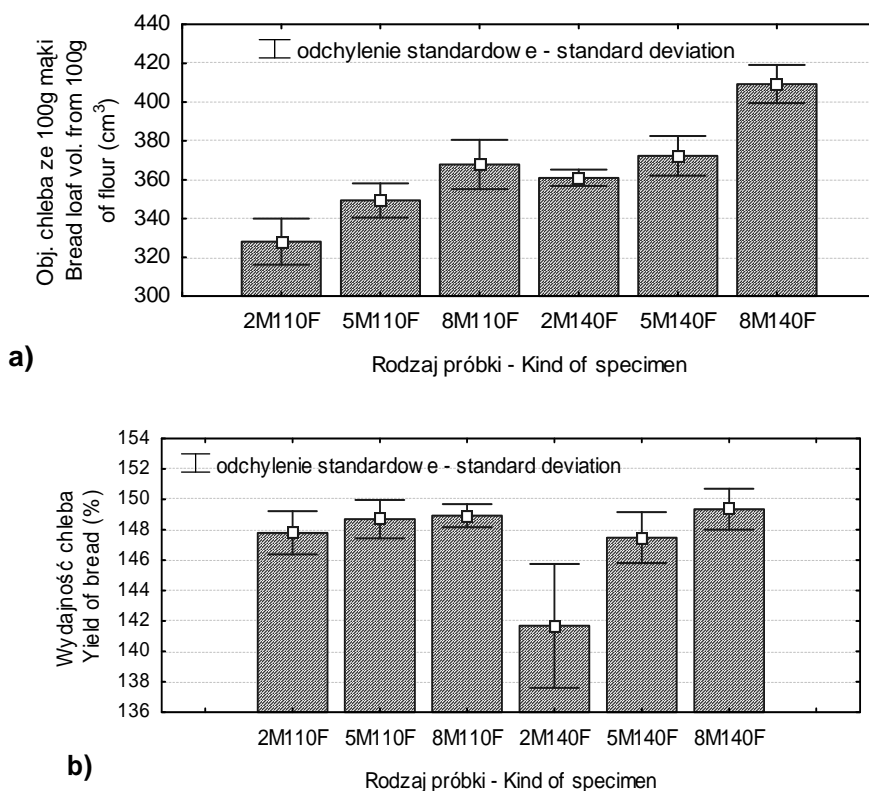 Obj. chleba ze 100g mąki
Bread loaf vol. from 100g
of flour (cm³)
440
420
400
380
360
340
320
300
odchylenie standardowe - standard deviation
2M110F 5M110F 8M110F 2M140F 5M140F 8M140F
Rodzaj próbki - Kind of specimen
a)
Wydajność chleba
Yield of bread (%)
154
152
150
148
146
144
142
140
138
136
odchylenie standardowe - standard deviation
2M110F 5M110F 8M110F 2M140F 5M140F 8M140F
Rodzaj próbki - Kind of specimen
b)